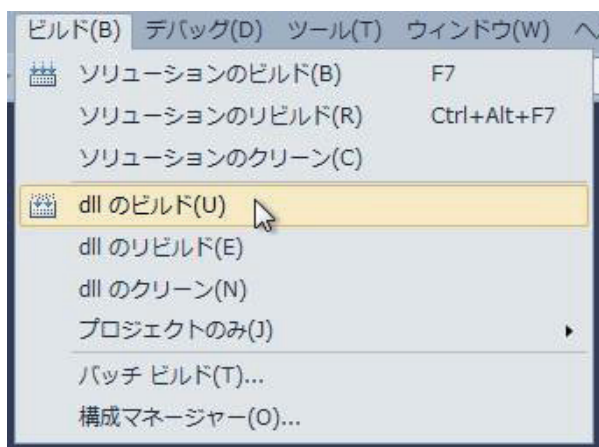 ビルド(B) デバッグ(D) ツール(T) ウィンドウ(W)
ソリューションのビルド(B) F7
ソリューションのリビルド(R) Ctrl+Alt+F7
ソリューションのクリーン(C)
dll のビルド(U)
dll のリビルド(E)
dll のクリーン(N)
プロジェクトのみ(J)
バッチ ビルド(T)...
構成マネージャー(O)...